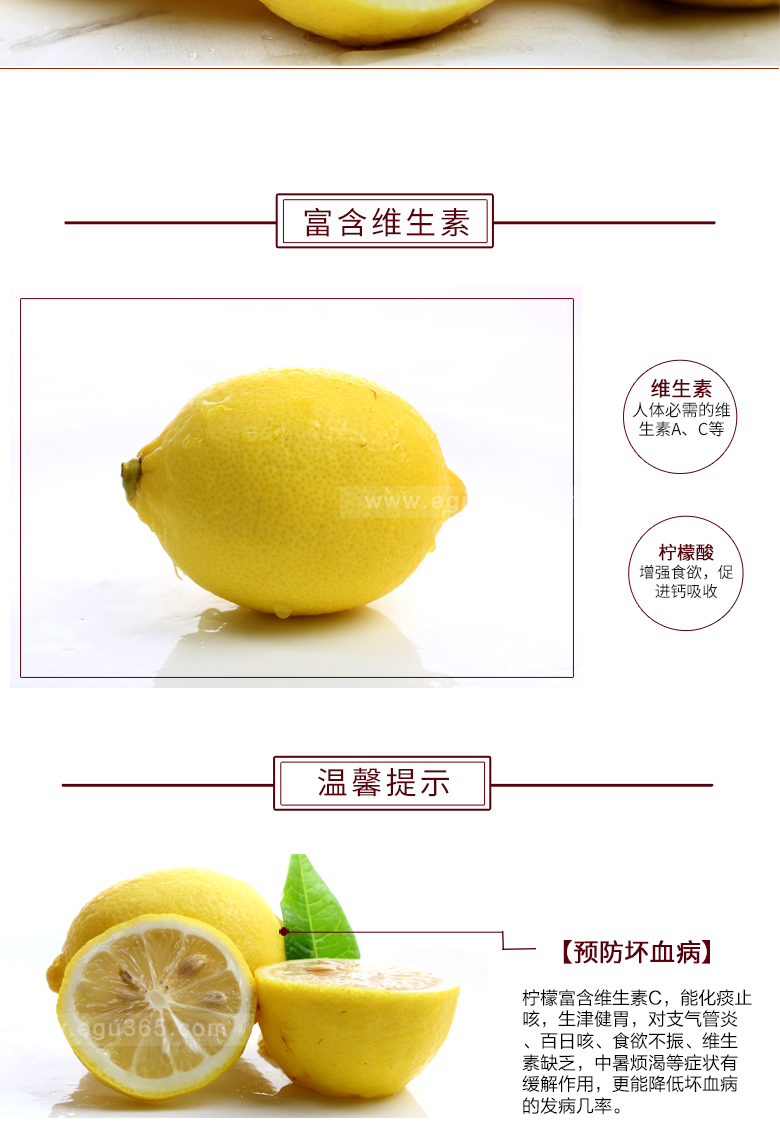 富含维生素
维生素
人体必需的维
生素A、C等
www.egu
柠檬酸
增强食欲，促
进钙吸收
温馨提示
【预防坏血病】
柠檬富含维生素C，能化痰止
咳，生津健胃，对支气管炎
、百日咳、食欲不振、维生
素缺乏，中暑烦渴等症状有
缓解作用，更能降低坏血病
的发病几率。
www.egu365.com